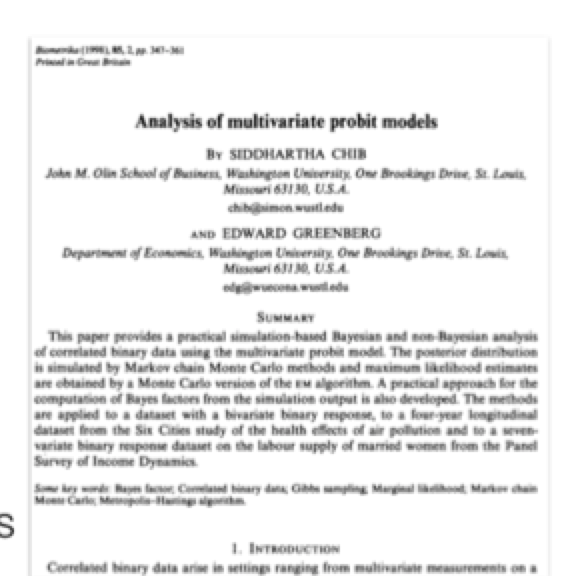 Biometrika (1998), 85, 2, pp. 347–361
Printed in Great Britain
Analysis of multivariate probit models
BY SIDDHARTHA CHIB
John M. Olin School of Business, Washington University, One Brookings Drive, St. Louis,
Missouri 63130, U.S.A.
chib@simon.wustl.edu
AND EDWARD GREENBERG
Department of Economics, Washington University, One Brookings Drive, St. Louis,
Missouri 63130, U.S.A.
edg@wuecona.wustl.edu
SUMMARY
This paper provides a practical simulation-based Bayesian and non-Bayesian analysis
of correlated binary data using the multivariate probit model. The posterior distribution
is simulated by Markov chain Monte Carlo methods and maximum likelihood estimates
are obtained by a Monte Carlo version of the EM algorithm. A practical approach for the
computation of Bayes factors from the simulation output is also developed. The methods
are applied to a dataset with a bivariate binary response, to a four-year longitudinal
dataset from the Six Cities study of the health effects of air pollution and to a seven-
variate binary response dataset on the labour supply of married women from the Panel
Survey of Income Dynamics.
Some key words: Bayes factor; Correlated binary data; Gibbs sampling; Marginal likelihood; Markov chain
Monte Carlo; Metropolis–Hastings algorithm.
s
1. INTRODUCTION
Correlated binary data arise in settings ranging from multivariate measurements on a